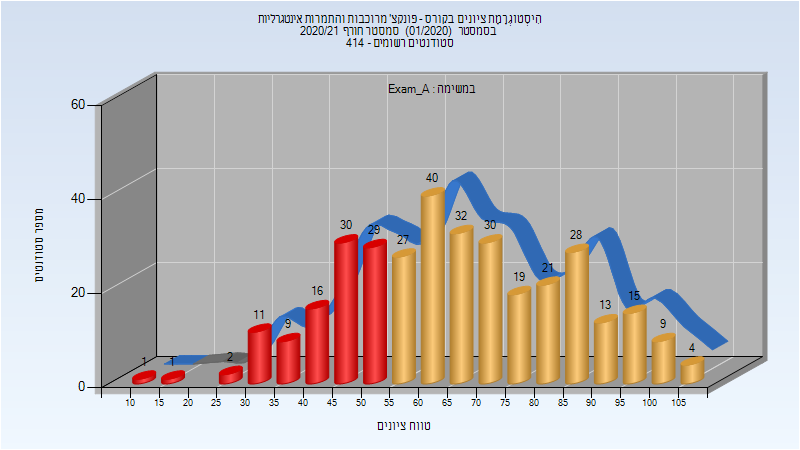 הִיסְטוֹגְרָמַת ציונים בקורס - פונקצ' מרוכבות והתמרות אינטגרליות
בסמסטר (01/2020) סמסטר חורף 2020/21
סטודנטים רשומים - 414
במשימה : Exam_A
מספר סטודנטים
60
40
20
0
1 1 2 11 9 16 30 29 27 40 32 30 19 21 28 13 15 9 4
10 15 20 25 30 35 40 45 50 55 60 65 70 75 80 85 90 95 100 105
טווח ציונים